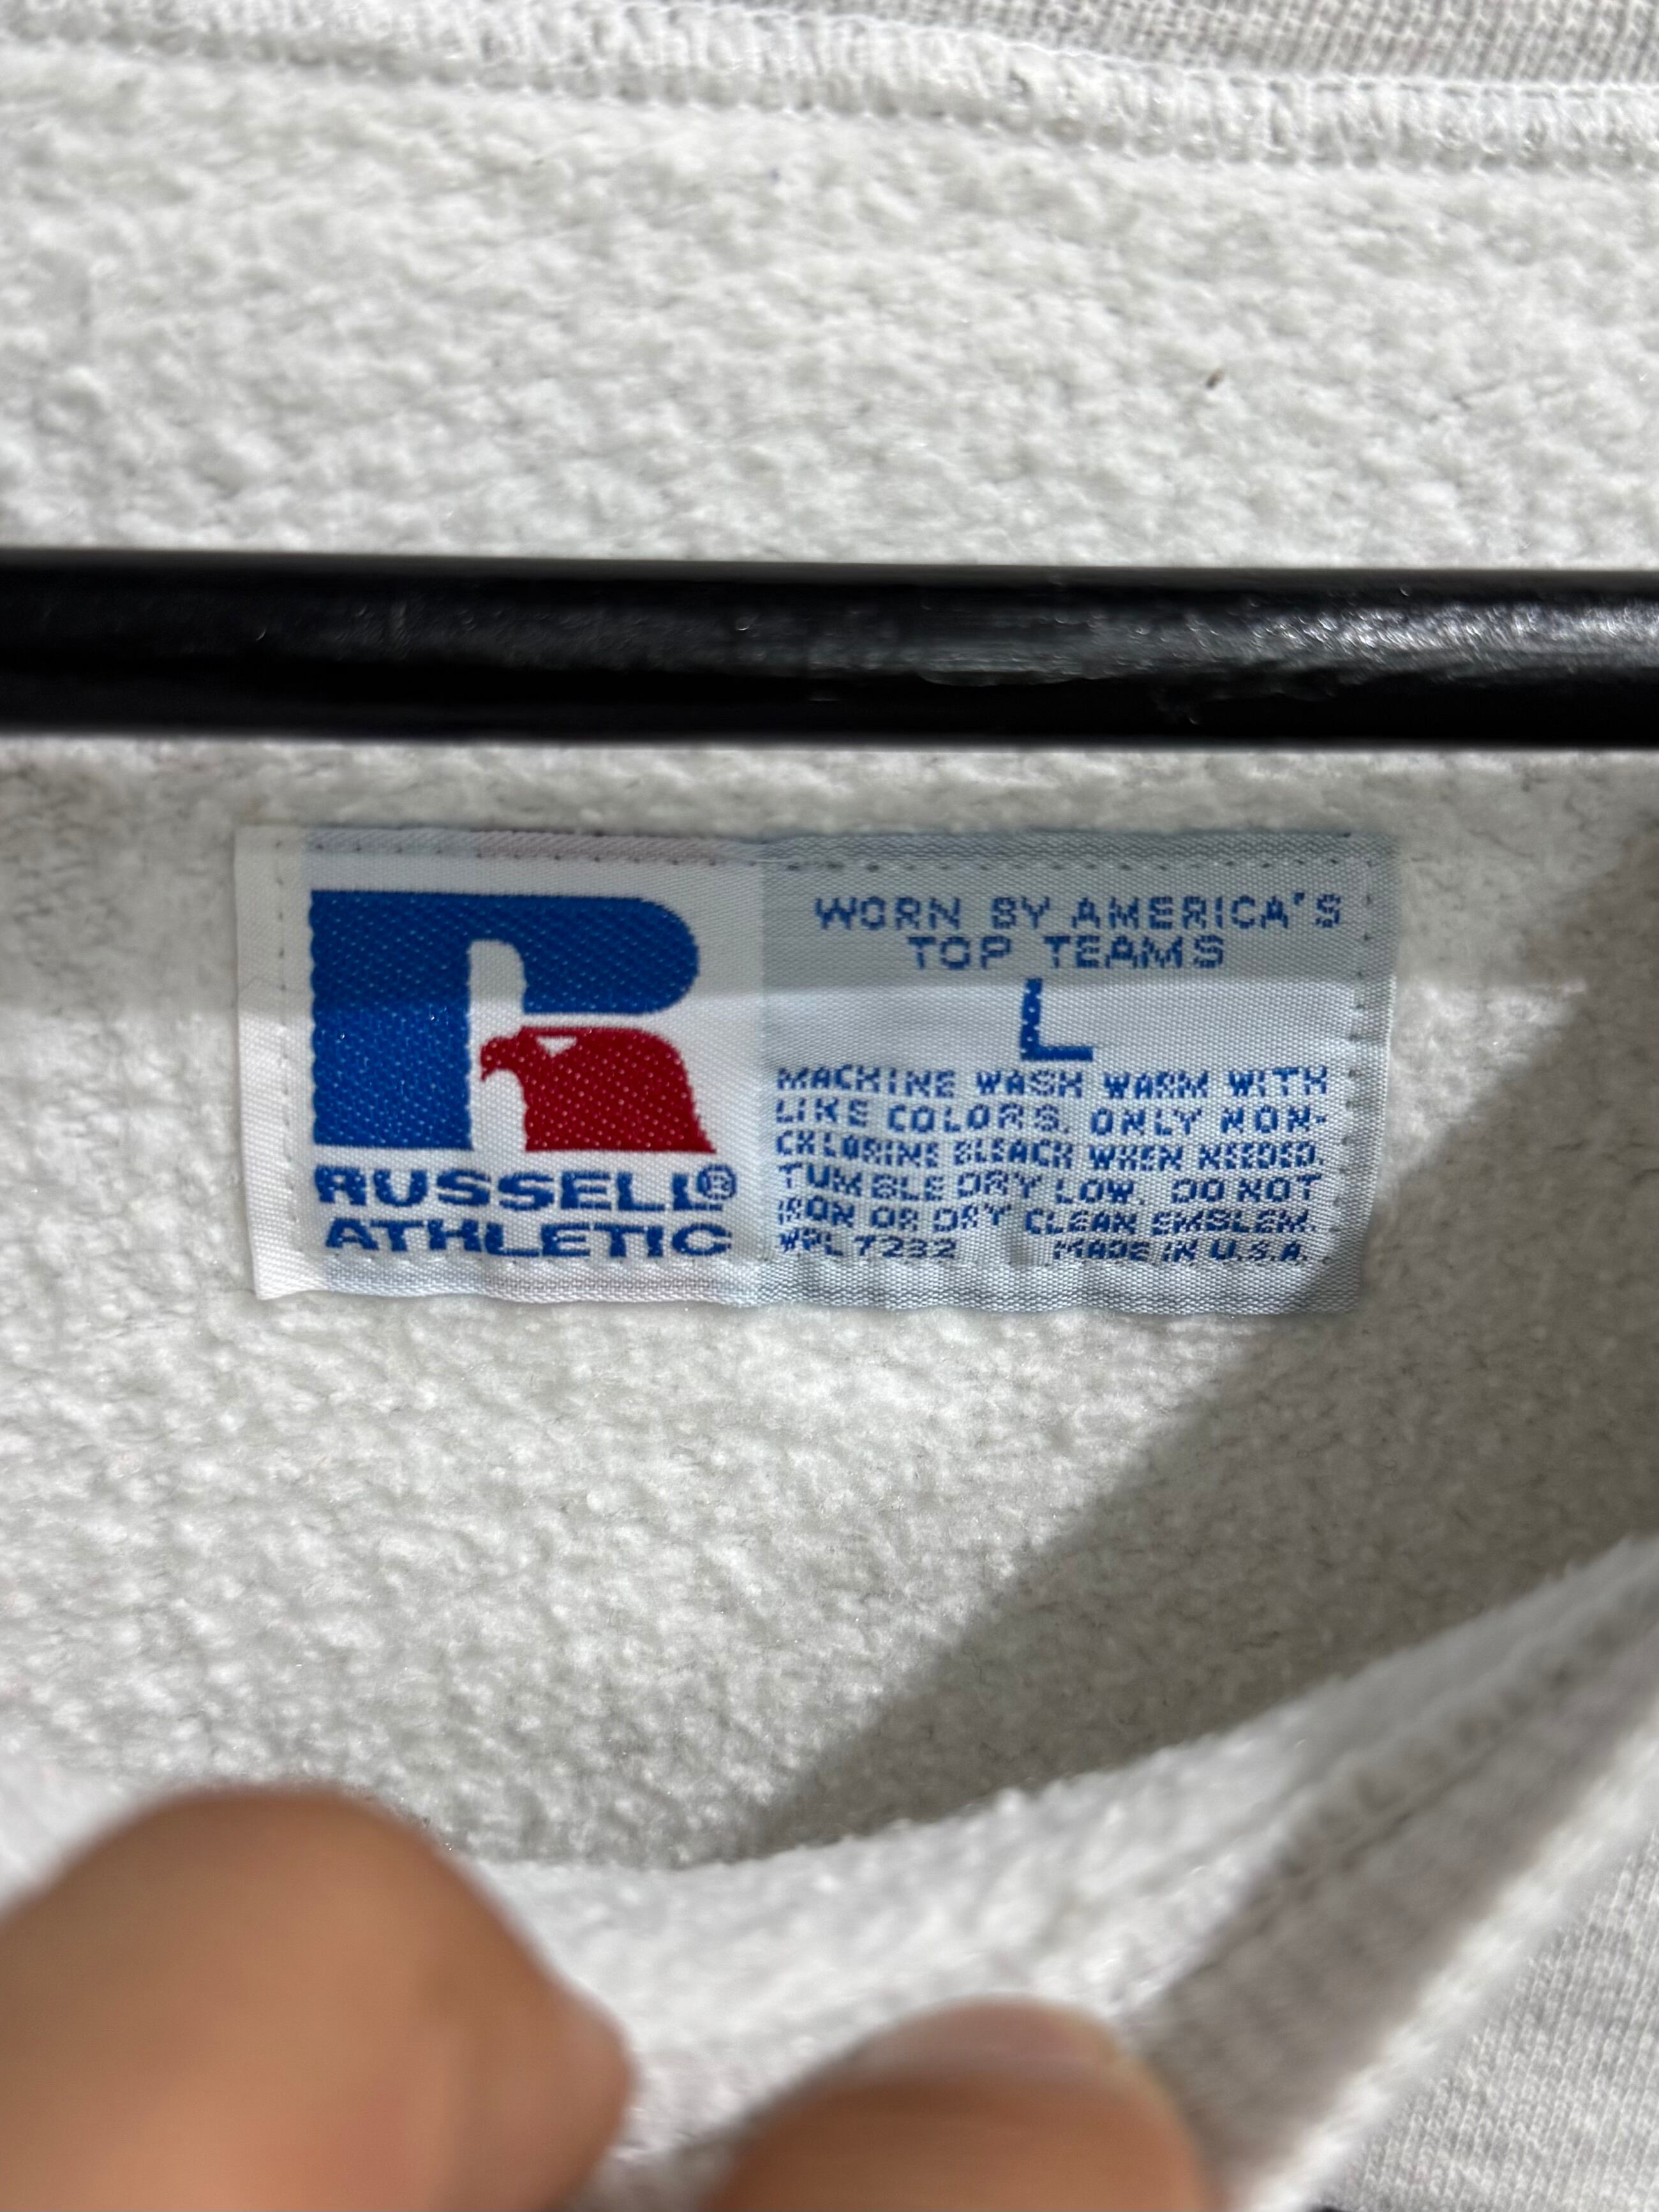 RUSSELL®
ATHLETIC
WORN BY AMERICA'S
TOP TEAMS
L
MACHINE WASH WARM WITH
LIKE COLORS. ONLY NON-
CHLORINE BLEACH WHEN NEEDED.
TUMBLE DRY LOW. DO NOT
IRON OR DRY CLEAN EMBLEM.
WPL 7232 MADE IN U.S.A.